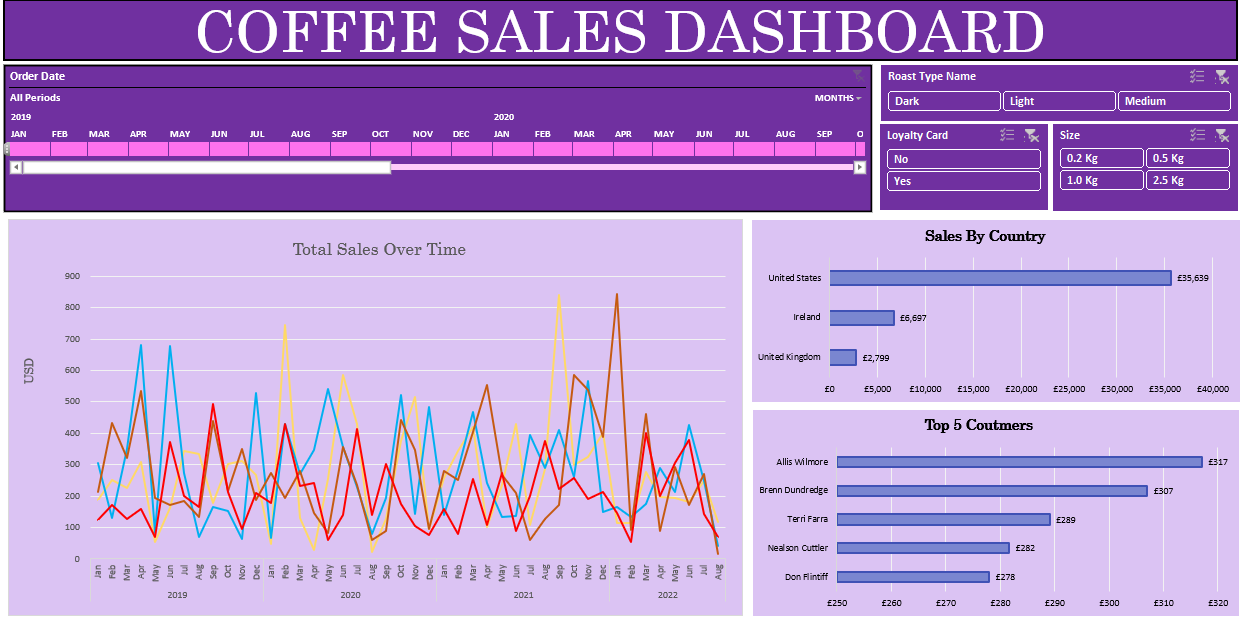 COFFEE SALES DASHBOARD
Order Date
All Periods
MONTHS
2019 2020
JAN FEB MAR APR MAY JUN JUL AUG SEP OCT NOV DEC JAN FEB MAR APR MAY JUN JUL AUG SEP O
Roast Type Name
Dark Light Medium
Loyalty Card
No
Yes
Size
0.2 Kg 0.5 Kg
1.0 Kg 2.5 Kg
Total Sales Over Time
USD
900
800
700
600
500
400
300
200
100
0
Jan Feb Mar Apr May Jun Jul Aug Sep Oct Nov Dec Jan Feb Mar Apr May Jun Jul Aug Sep Oct Nov Dec Jan Feb Mar Apr May Jun Jul Aug Sep Oct Nov Dec Jan Feb Mar Apr May Jun Jul Aug
2019 2020 2021 2022
Sales By Country
United States £35,639
Ireland £6,697
United Kingdom £2,799
£0 £5,000 £10,000 £15,000 £20,000 £25,000 £30,000 £35,000 £40,000
Top 5 Coutmers
Allis Wilmore £317
Brenn Dundredge £307
Terri Farra £289
Nealson Cuttler £282
Don Flintiff £278
£250 £260 £270 £280 £290 £300 £310 £320